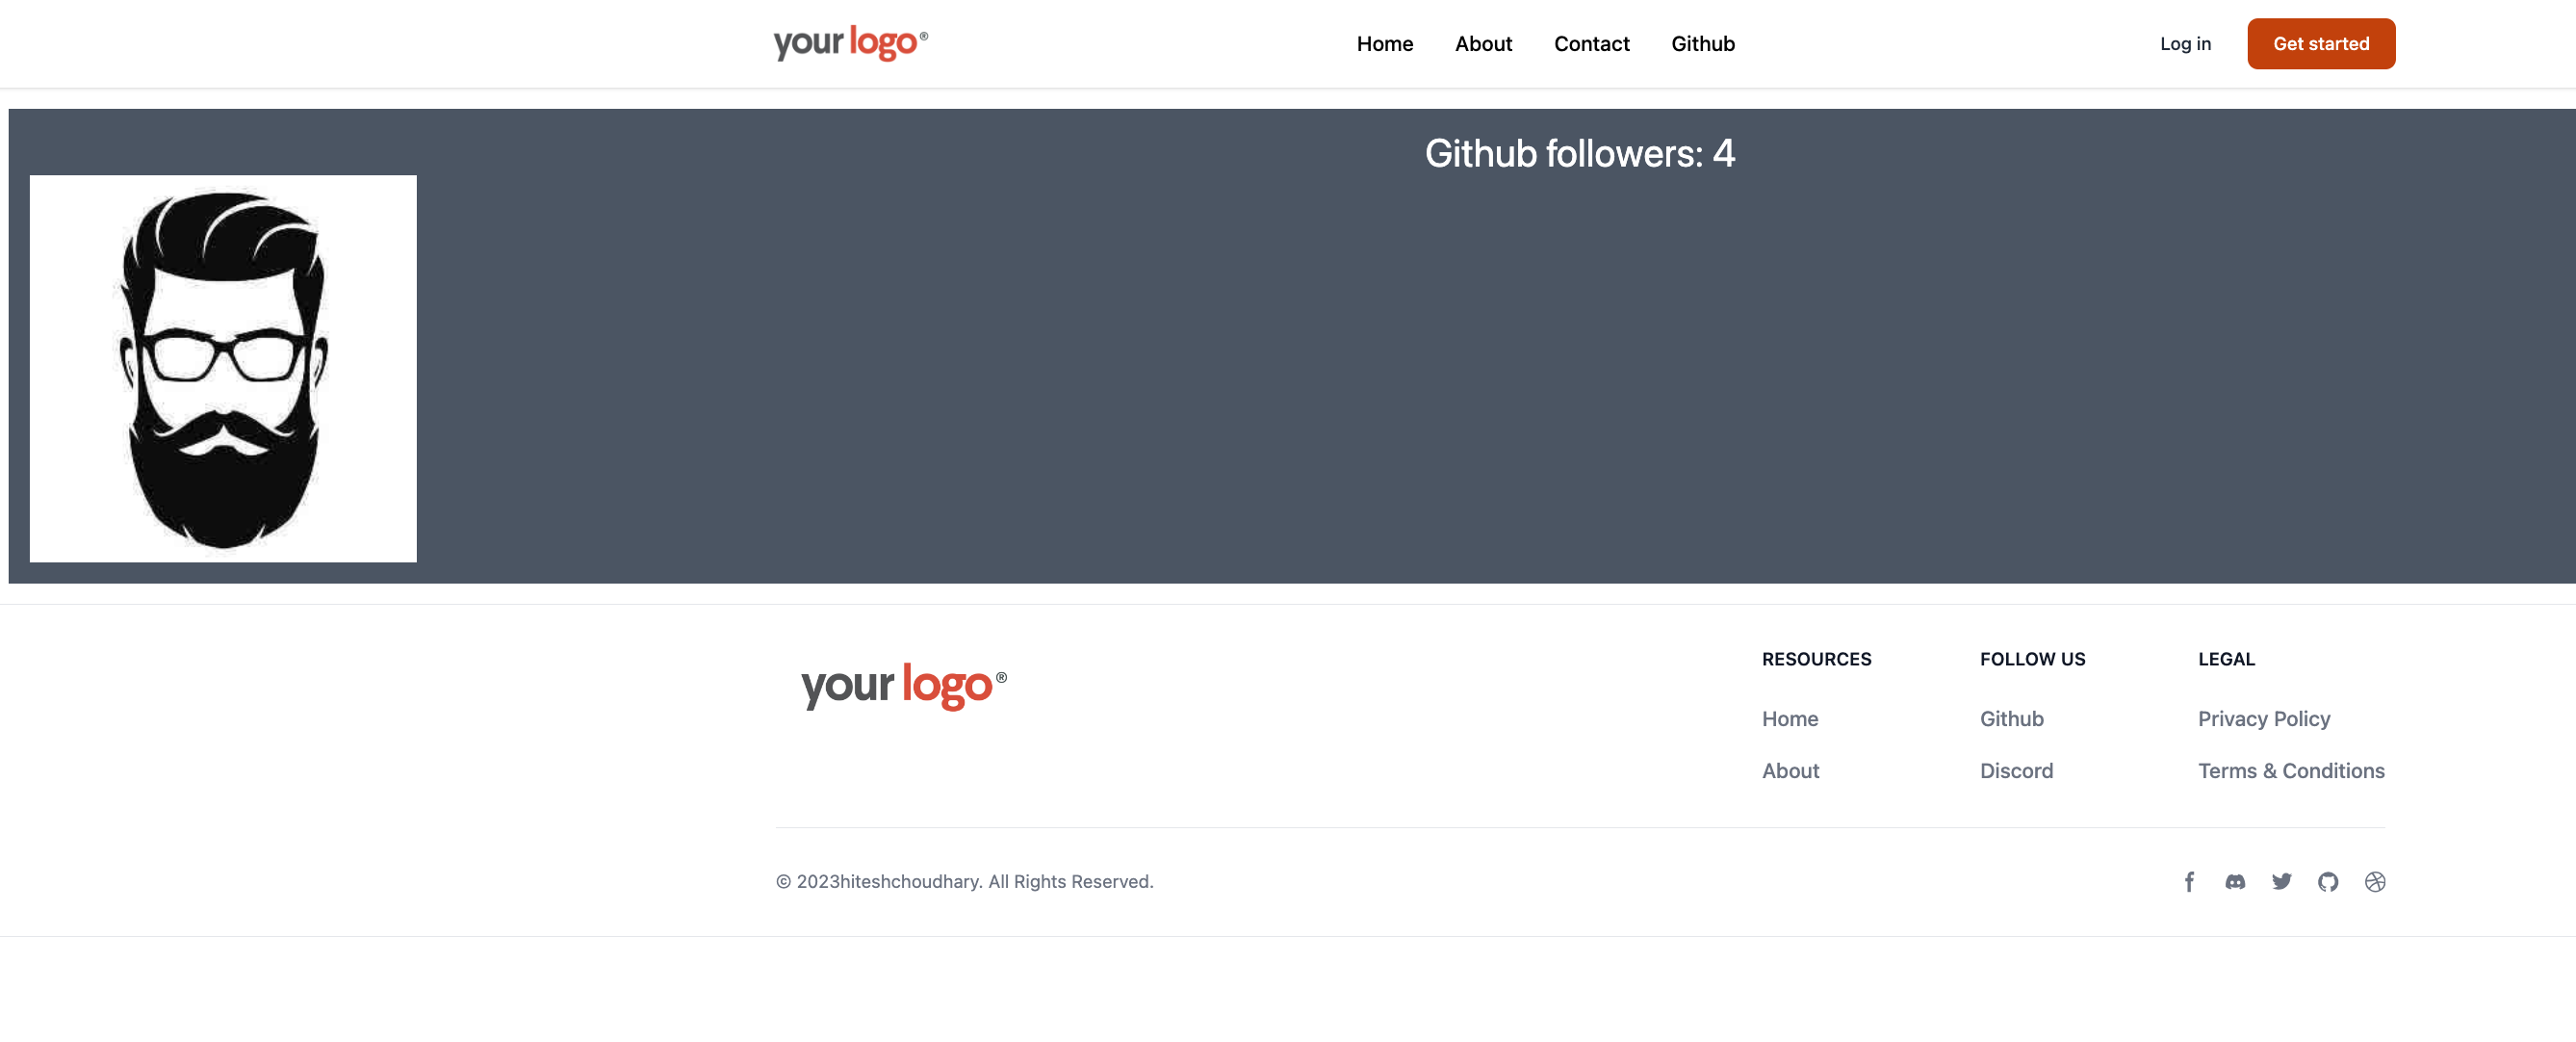 your logo®
Home About Contact Github
Log in Get started
Github followers: 4
your logo®
RESOURCES FOLLOW US LEGAL
Home Github Privacy Policy
About Discord Terms & Conditions
© 2023hiteshchoudhary. All Rights Reserved.